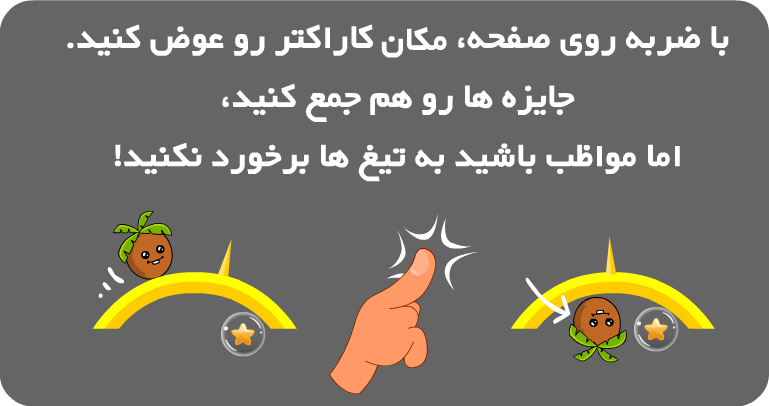 با ضربه روی صفحه، مکان کاراکتر رو عوض کنید.
جایزه ها رو هم جمع کنید،
اما مواظب باشید به تیغ ها برخورد نکنید!